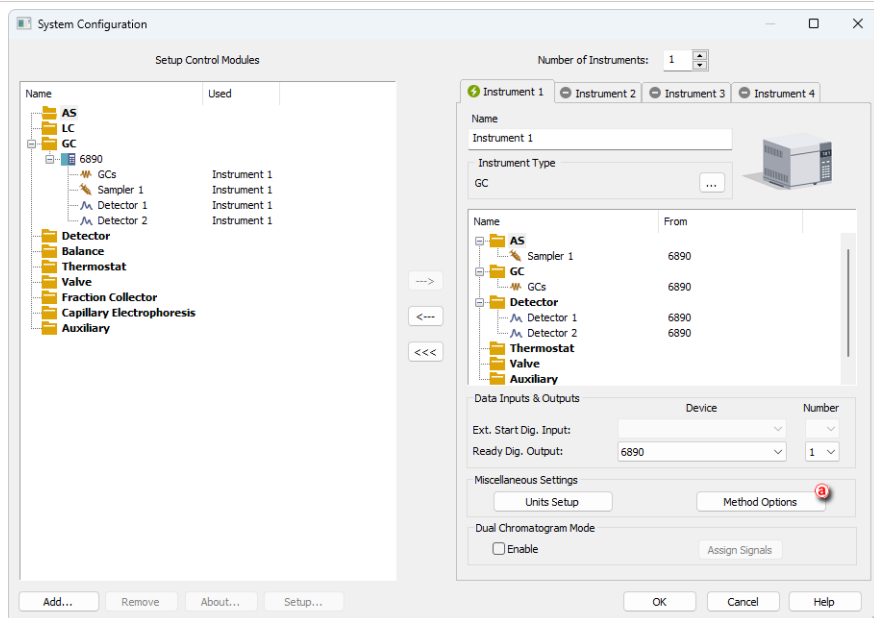 System Configuration
Setup Control Modules
Name Used
AS
LC
GC
6890
GCs Instrument 1
Sampler 1 Instrument 1
Detector 1 Instrument 1
Detector 2 Instrument 1
Detector
Balance
Thermostat
Valve
Fraction Collector
Capillary Electrophoresis
Auxiliary
--->
<---
<<<
Add... Remove About... Setup...
Number of Instruments: 1
Instrument 1 Instrument 2 Instrument 3 Instrument 4
Name
Instrument 1
Instrument Type
GC ...
Name From
AS
Sampler 1 6890
GC
GCs 6890
Detector
Detector 1 6890
Detector 2 6890
Thermostat
Valve
Auxiliary
Data Inputs & Outputs
Device Number
Ext. Start Dig. Input:
Ready Dig. Output: 6890 1
Miscellaneous Settings
a
Units Setup Method Options
Dual Chromatogram Mode
Enable Assign Signals
OK Cancel Help